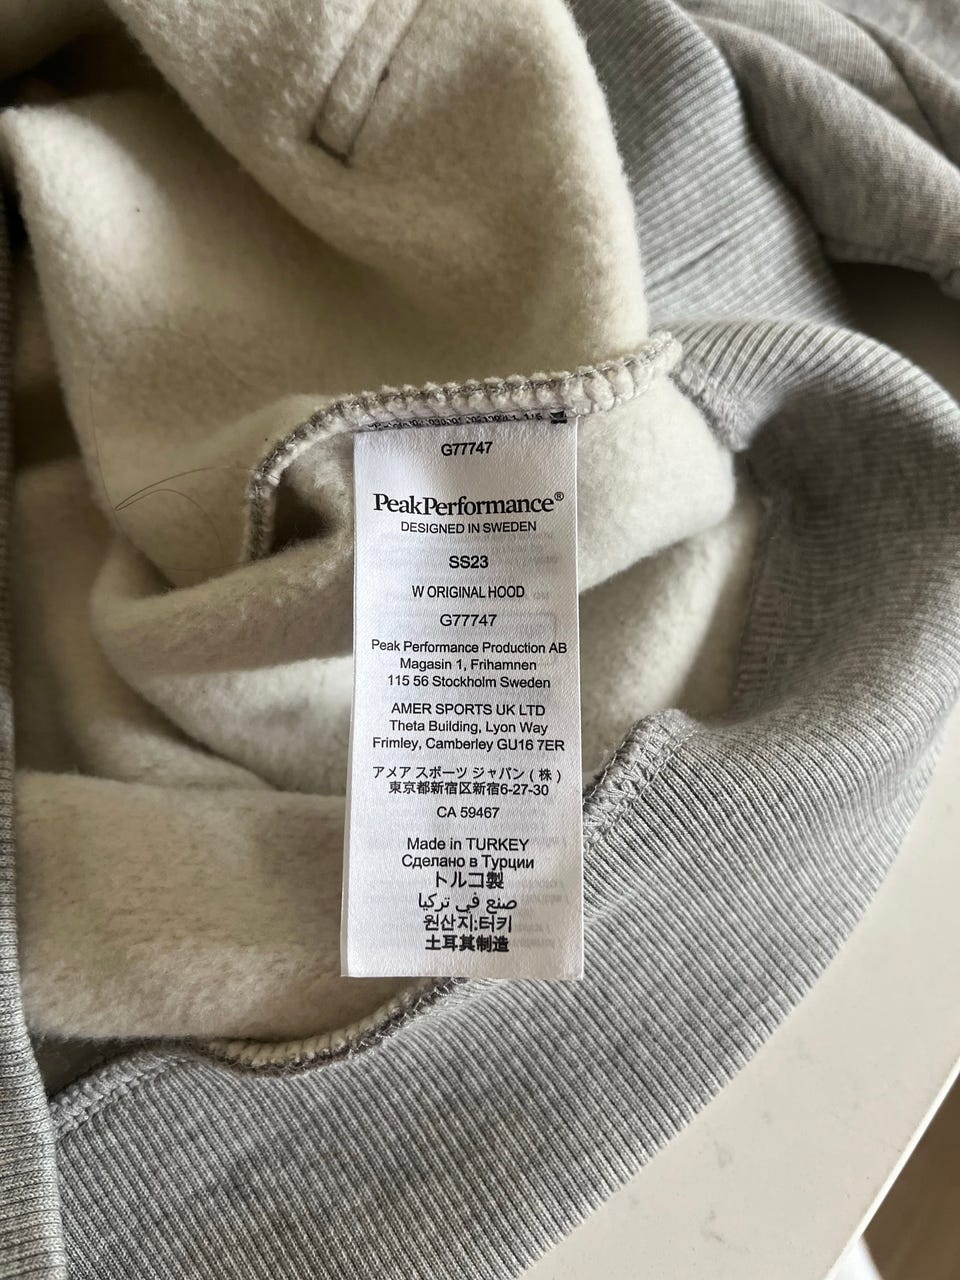 G77747
PeakPerformance®
DESIGNED IN SWEDEN
SS23
W ORIGINAL HOOD
G77747
Peak Performance Production AB
Magasin 1, Frihamnen
115 56 Stockholm Sweden
AMER SPORTS UK LTD
Theta Building, Lyon Way
Frimley, Camberley GU16 7ER
アメア スポーツ ジャパン ( 株 )
東京都新宿区新宿6-27-30
CA 59467
Made in TURKEY
Сделано в Турции
トルコ製
صنع في تركيا
원산지:터키
土耳其制造